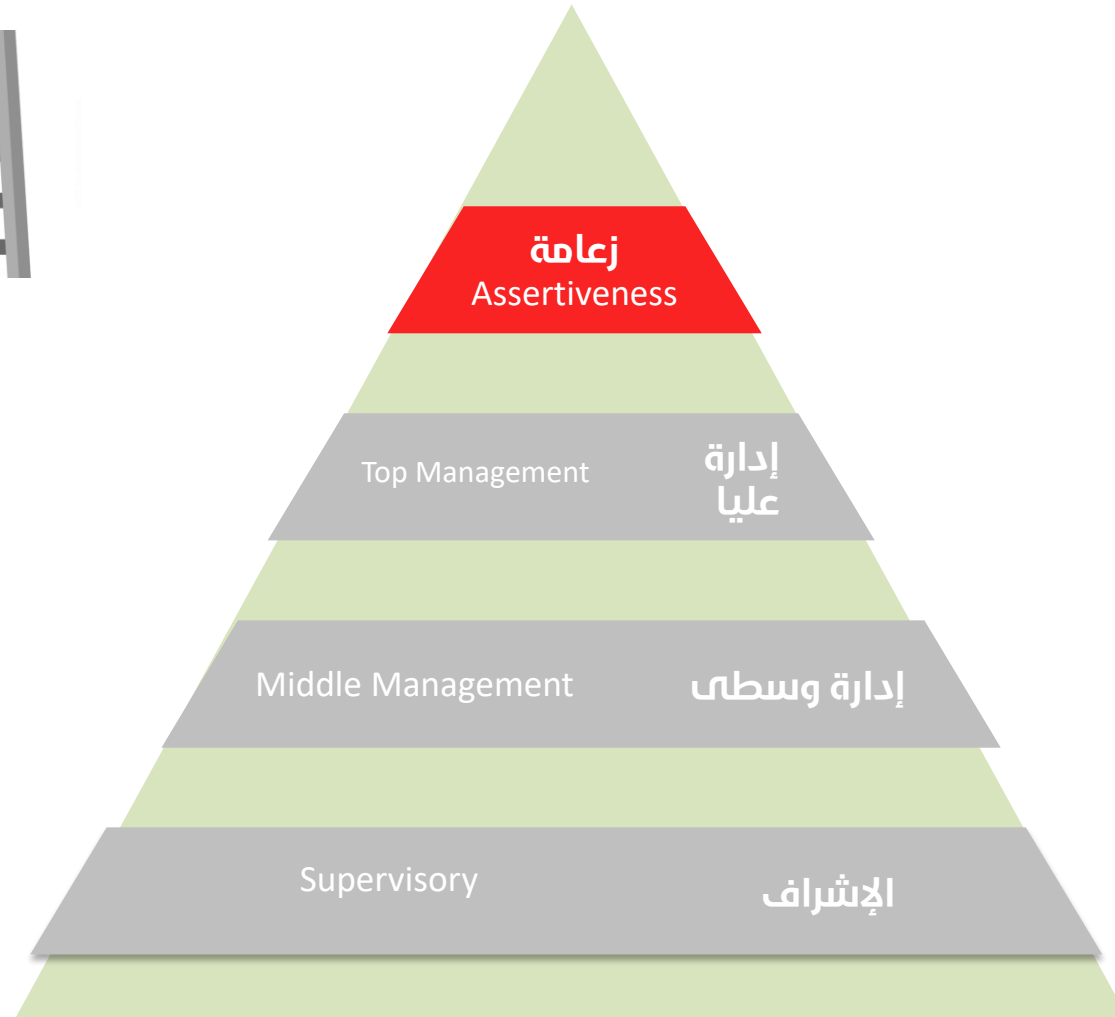 زعامة
Assertiveness
Top Management
إدارة
عليا
Middle Management
إدارة وسطى
Supervisory
الإشراف